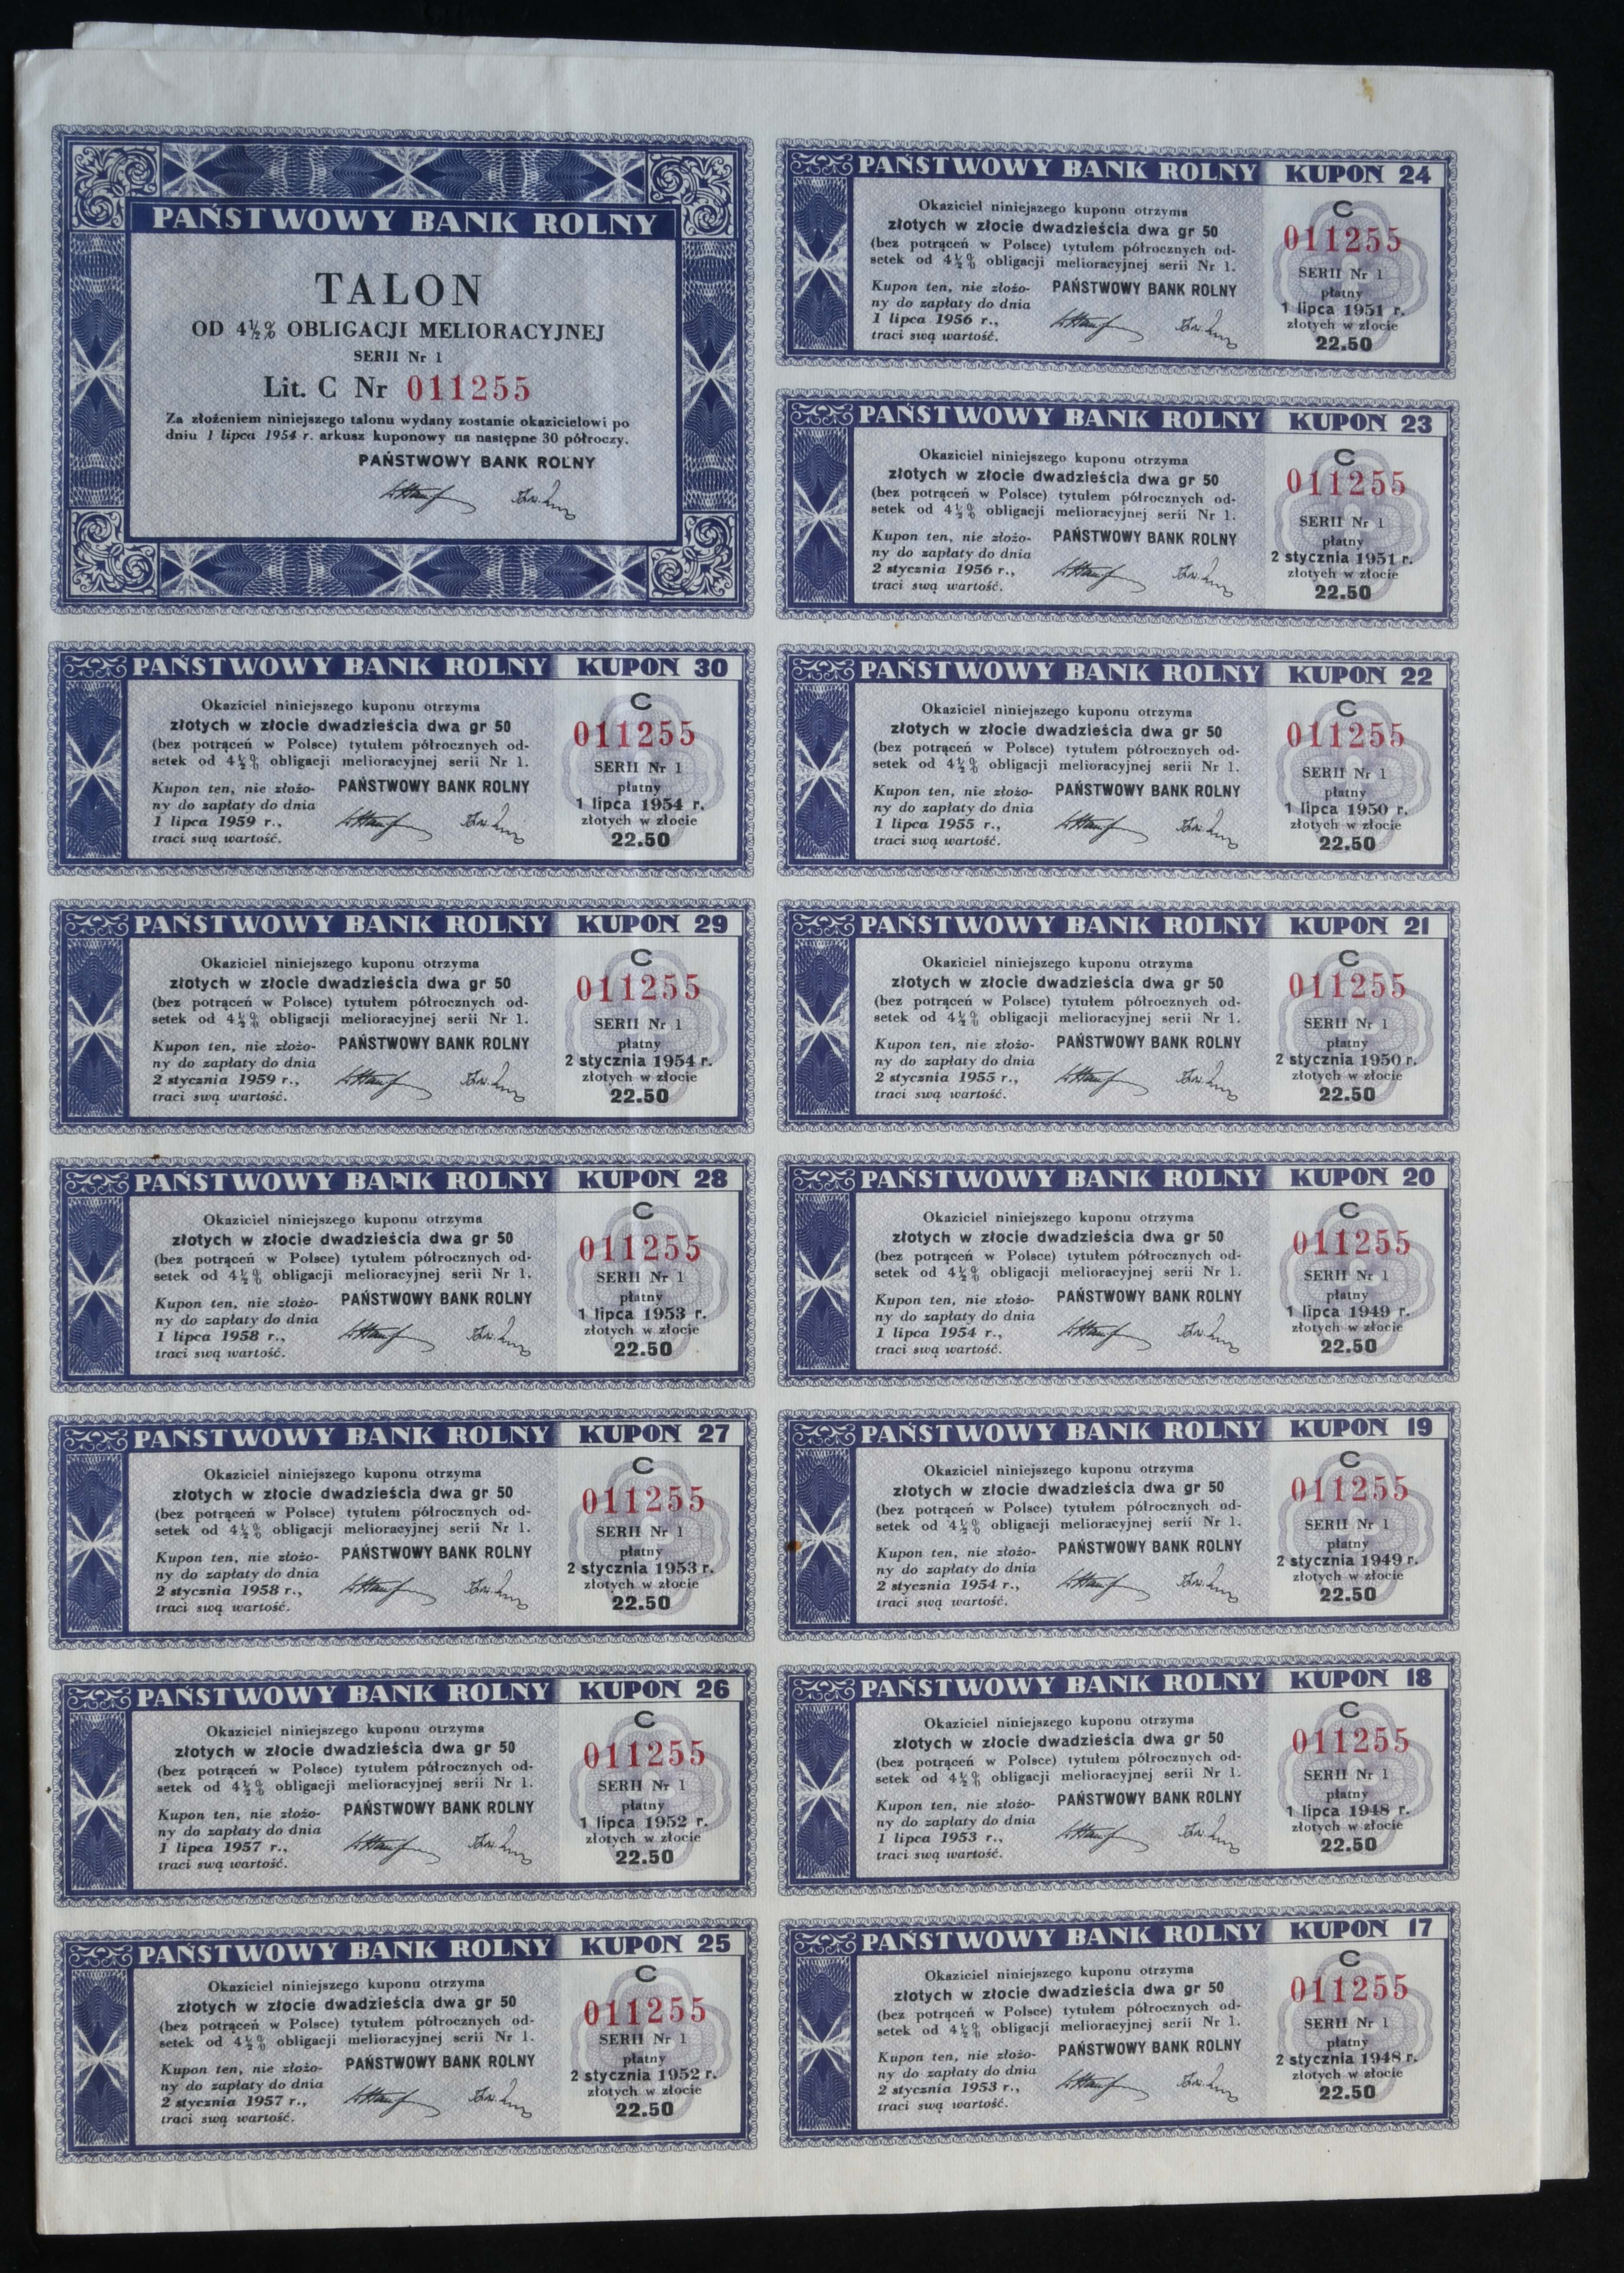 PAŃSTWOWY BANK ROLNY
TALON
OD 4½% OBLIGACJI MELIORACYJNEJ
SERJI Nr 1
Lit. C Nr 011255
Za złożeniem niniejszego talonu wydany zostanie okazicielowi po
dniu 1 lipca 1954 r. arkusz kuponowy na następne 30 półroczy.
PAŃSTWOWY BANK ROLNY
PAŃSTWOWY BANK ROLNY KUPON 30
Okaziciel niniejszego kuponu otrzyma
złotych w złocie dwadzieścia dwa gr 50
(bez potrąceń w Polsce) tytułem półrocznych od-
setek od 4½% obligacji melioracyjnej serii Nr 1.
Kupon ten, nie złożo-
ny do zapłaty do dnia
1 lipca 1959 r.,
traci swą wartość.
PAŃSTWOWY BANK ROLNY
C
011255
SERII Nr 1
płatny
1 lipca 1954 r.
złotych w złocie
22.50
PAŃSTWOWY BANK ROLNY KUPON 29
Okaziciel niniejszego kuponu otrzyma
złotych w złocie dwadzieścia dwa gr 50
(bez potrąceń w Polsce) tytułem półrocznych od-
setek od 4½% obligacji melioracyjnej serii Nr 1.
Kupon ten, nie złożo-
ny do zapłaty do dnia
2 stycznia 1959 r.,
traci swą wartość.
PAŃSTWOWY BANK ROLNY
C
011255
SERII Nr 1
płatny
2 stycznia 1954 r.
złotych w złocie
22.50
PAŃSTWOWY BANK ROLNY KUPON 28
Okaziciel niniejszego kuponu otrzyma
złotych w złocie dwadzieścia dwa gr 50
(bez potrąceń w Polsce) tytułem półrocznych od-
setek od 4½% obligacji melioracyjnej serii Nr 1.
Kupon ten, nie złożo-
ny do zapłaty do dnia
1 lipca 1958 r.,
traci swą wartość.
PAŃSTWOWY BANK ROLNY
C
011255
SERII Nr 1
płatny
1 lipca 1953 r.
złotych w złocie
22.50
PAŃSTWOWY BANK ROLNY KUPON 27
Okaziciel niniejszego kuponu otrzyma
złotych w złocie dwadzieścia dwa gr 50
(bez potrąceń w Polsce) tytułem półrocznych od-
setek od 4½% obligacji melioracyjnej serii Nr 1.
Kupon ten, nie złożo-
ny do zapłaty do dnia
2 stycznia 1958 r.,
traci swą wartość.
PAŃSTWOWY BANK ROLNY
C
011255
SERII Nr 1
płatny
2 stycznia 1953 r.
złotych w złocie
22.50
PAŃSTWOWY BANK ROLNY KUPON 26
Okaziciel niniejszego kuponu otrzyma
złotych w złocie dwadzieścia dwa gr 50
(bez potrąceń w Polsce) tytułem półrocznych od-
setek od 4½% obligacji melioracyjnej serii Nr 1.
Kupon ten, nie złożo-
ny do zapłaty do dnia
1 lipca 1957 r.,
traci swą wartość.
PAŃSTWOWY BANK ROLNY
C
011255
SERII Nr 1
płatny
1 lipca 1952 r.
złotych w złocie
22.50
PAŃSTWOWY BANK ROLNY KUPON 25
Okaziciel niniejszego kuponu otrzyma
złotych w złocie dwadzieścia dwa gr 50
(bez potrąceń w Polsce) tytułem półrocznych od-
setek od 4½% obligacji melioracyjnej serii Nr 1.
Kupon ten, nie złożo-
ny do zapłaty do dnia
2 stycznia 1957 r.,
traci swą wartość.
PAŃSTWOWY BANK ROLNY
C
011255
SERII Nr 1
płatny
2 stycznia 1952 r.
złotych w złocie
22.50
PAŃSTWOWY BANK ROLNY KUPON 24
Okaziciel niniejszego kuponu otrzyma
złotych w złocie dwadzieścia dwa gr 50
(bez potrąceń w Polsce) tytułem półrocznych od-
setek od 4½% obligacji melioracyjnej serii Nr 1.
Kupon ten, nie złożo-
ny do zapłaty do dnia
1 lipca 1956 r.,
traci swą wartość.
PAŃSTWOWY BANK ROLNY
C
011255
SERII Nr 1
płatny
1 lipca 1951 r.
złotych w złocie
22.50
PAŃSTWOWY BANK ROLNY KUPON 23
Okaziciel niniejszego kuponu otrzyma
złotych w złocie dwadzieścia dwa gr 50
(bez potrąceń w Polsce) tytułem półrocznych od-
setek od 4½% obligacji melioracyjnej serii Nr 1.
Kupon ten, nie złożo-
ny do zapłaty do dnia
2 stycznia 1956 r.,
traci swą wartość.
PAŃSTWOWY BANK ROLNY
C
011255
SERII Nr 1
płatny
2 stycznia 1951 r.
złotych w złocie
22.50
PAŃSTWOWY BANK ROLNY KUPON 22
Okaziciel niniejszego kuponu otrzyma
złotych w złocie dwadzieścia dwa gr 50
(bez potrąceń w Polsce) tytułem półrocznych od-
setek od 4½% obligacji melioracyjnej serii Nr 1.
Kupon ten, nie złożo-
ny do zapłaty do dnia
1 lipca 1955 r.,
traci swą wartość.
PAŃSTWOWY BANK ROLNY
C
011255
SERII Nr 1
płatny
1 lipca 1950 r.
złotych w złocie
22.50
PAŃSTWOWY BANK ROLNY KUPON 21
Okaziciel niniejszego kuponu otrzyma
złotych w złocie dwadzieścia dwa gr 50
(bez potrąceń w Polsce) tytułem półrocznych od-
setek od 4½% obligacji melioracyjnej serii Nr 1.
Kupon ten, nie złożo-
ny do zapłaty do dnia
2 stycznia 1955 r.,
traci swą wartość.
PAŃSTWOWY BANK ROLNY
C
011255
SERII Nr 1
płatny
2 stycznia 1950 r.
złotych w złocie
22.50
PAŃSTWOWY BANK ROLNY KUPON 20
Okaziciel niniejszego kuponu otrzyma
złotych w złocie dwadzieścia dwa gr 50
(bez potrąceń w Polsce) tytułem półrocznych od-
setek od 4½% obligacji melioracyjnej serii Nr 1.
Kupon ten, nie złożo-
ny do zapłaty do dnia
1 lipca 1954 r.,
traci swą wartość.
PAŃSTWOWY BANK ROLNY
C
011255
SERII Nr 1
płatny
1 lipca 1949 r.
złotych w złocie
22.50
PAŃSTWOWY BANK ROLNY KUPON 19
Okaziciel niniejszego kuponu otrzyma
złotych w złocie dwadzieścia dwa gr 50
(bez potrąceń w Polsce) tytułem półrocznych od-
setek od 4½% obligacji melioracyjnej serii Nr 1.
Kupon ten, nie złożo-
ny do zapłaty do dnia
2 stycznia 1954 r.,
traci swą wartość.
PAŃSTWOWY BANK ROLNY
C
011255
SERII Nr 1
płatny
2 stycznia 1949 r.
złotych w złocie
22.50
PAŃSTWOWY BANK ROLNY KUPON 18
Okaziciel niniejszego kuponu otrzyma
złotych w złocie dwadzieścia dwa gr 50
(bez potrąceń w Polsce) tytułem półrocznych od-
setek od 4½% obligacji melioracyjnej serii Nr 1.
Kupon ten, nie złożo-
ny do zapłaty do dnia
1 lipca 1953 r.,
traci swą wartość.
PAŃSTWOWY BANK ROLNY
C
011255
SERII Nr 1
płatny
1 lipca 1948 r.
złotych w złocie
22.50
PAŃSTWOWY BANK ROLNY KUPON 17
Okaziciel niniejszego kuponu otrzyma
złotych w złocie dwadzieścia dwa gr 50
(bez potrąceń w Polsce) tytułem półrocznych od-
setek od 4½% obligacji melioracyjnej serii Nr 1.
Kupon ten, nie złożo-
ny do zapłaty do dnia
2 stycznia 1953 r.,
traci swą wartość.
PAŃSTWOWY BANK ROLNY
C
011255
SERII Nr 1
płatny
2 stycznia 1948 r.
złotych w złocie
22.50